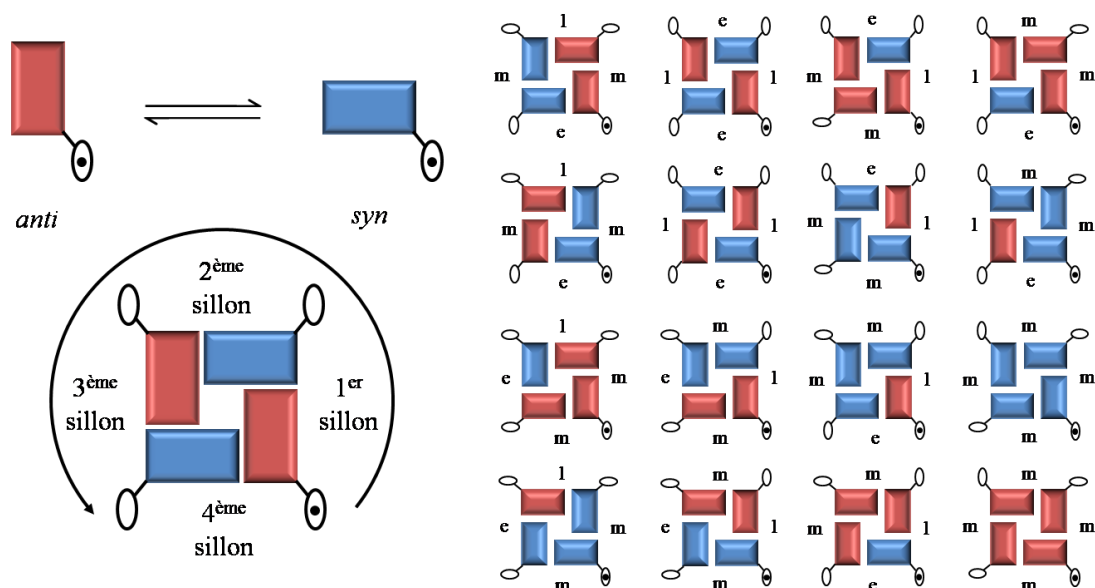 anti
syn
2ème
sillon
3ème
sillon
1er
sillon
4ème
sillon
l e e m
m m l l m l l m
e e m e
l e e m
m m l l m l l m
e e m e
l m m m
e m e l m l m m
m m e m
l m m m
e m e l m l m m
m m e m